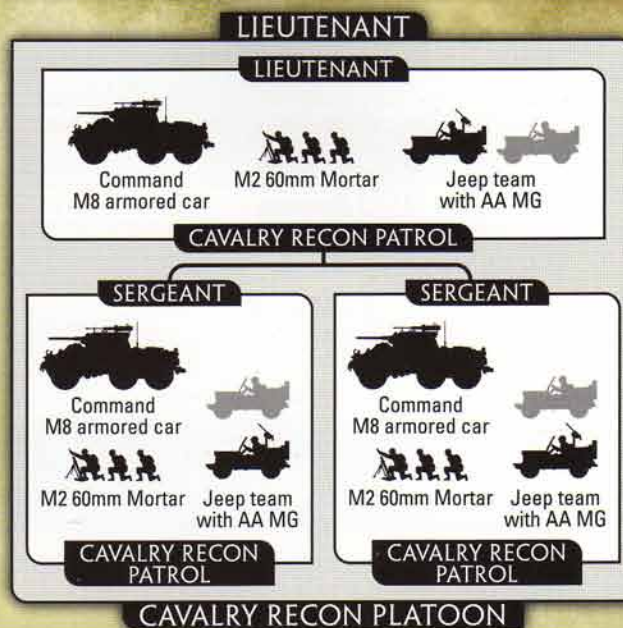 LIEUTENANT
LIEUTENANT
Command
M8 armored car
M2 60mm Mortar
Jeep team
with AA MG
CAVALRY RECON PATROL
SERGEANT
Command
M8 armored car
M2 60mm Mortar
Jeep team
with AA MG
CAVALRY RECON
PATROL
SERGEANT
Command
M8 armored car
M2 60mm Mortar
Jeep team
with AA MG
CAVALRY RECON
PATROL
CAVALRY RECON PLATOON